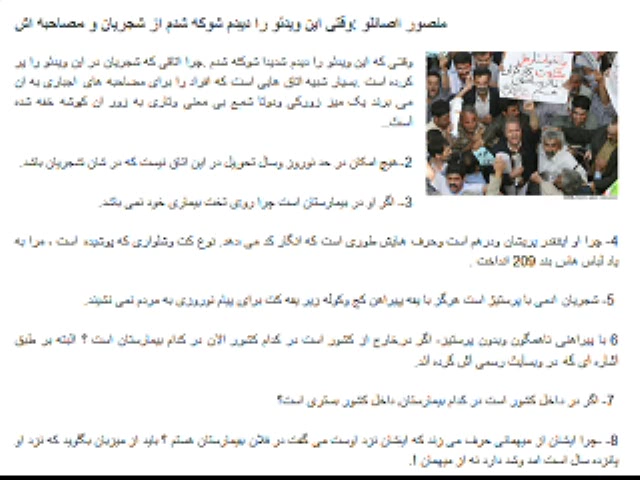 منصور اصانلو :وقتی این ویدئو را دیدم شوکه شدم از شجریان و مصاحبه اش
وقتی که این ویدئو را دیدم شدیدا شوکه شدم .چرا اتاقی که شجریان در این ویدئو را پر
کرده است .بسیار شبیه اتاق هایی است که افراد را برای مصاحبه های اجباری به ان
می برند یک میز زورکی ودوتا شمع بی معنی وتاری به زور ان گوشه خفه شده
است..
2-هیچ امکان در حد نوروز وسال تحویل در این اتاق نیست که در شان شجریان باشد.
3- اگر او در بیمارستان است چرا روی تخت بیماری خود نمی باشد.
4- چرا او اینقدر پریشان ودرهم است وحرف هایش طوری است که انگار کد می دهد. نوع کت وشلواری که پوشیده است ، مرا به
یاد لباس هاس بند 209 انداخت .
5- شجریان ادمی با پرستیژ است هرگز با یقه پیراهن کج وکوله زیر یقه کت برای پیام نوروزی به مردم نمی نشیند.
6 با پیراهنی ناهمگون وبدون پرستیز، اگر درخارج از کشور است در کدام کشور الان در کدام بیمارستان است ؟ البته بر طبق
اشاره ای که در وبسایت رسمی اش کرده اند.
7- اگر در داخل کشور است در کدام بیمارستان داخل کشور بستری است؟
8- چرا ایشان از میهمانی حرف می زند که ایشان نزد اوست می گفت در فلان بیمارستان هستم ؟ باید از میزبان بگوید که نزد او
پانزده سال است امد وشد دارد نه از میهمان !.